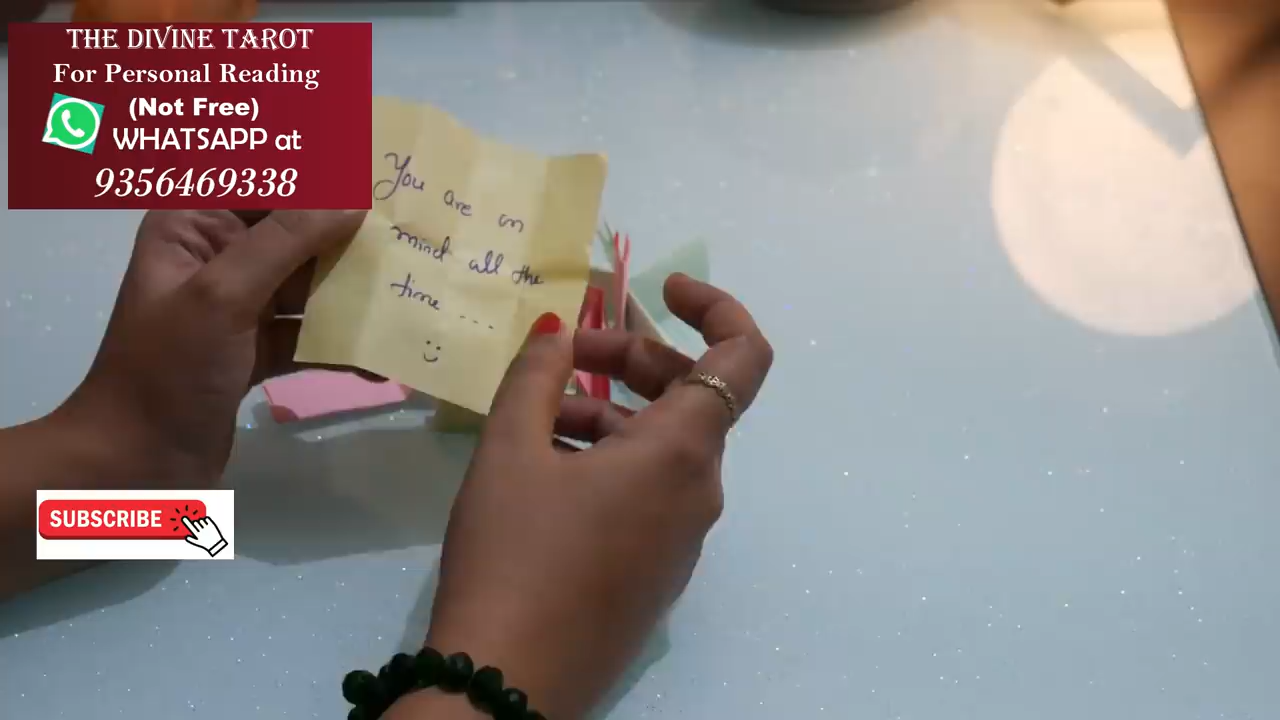 THE DIVINE TAROT
For Personal Reading
(Not Free)
WHATSAPP at
9356469338
You are on
mind all the
time ....
SUBSCRIBE